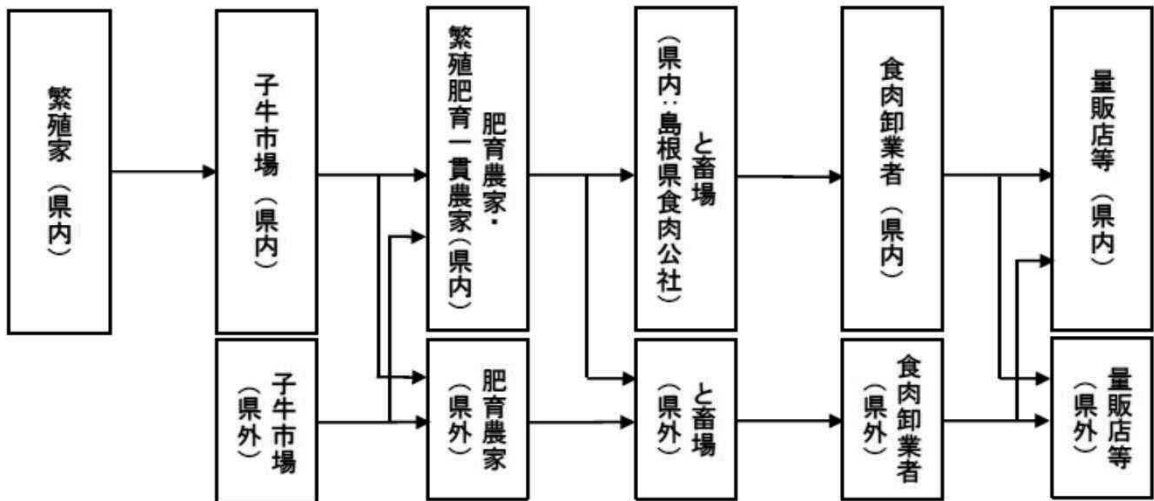 繁殖家（県内）
子牛市場（県内）
肥育農家・
繁殖肥育一貫農家（県内）
と畜場
（県内：島根県食肉公社）
食肉卸業者（県内）
量販店等（県内）
子牛市場
（県外）
肥育農家
（県外）
と畜場
（県外）
食肉卸業者
（県外）
量販店等
（県外）